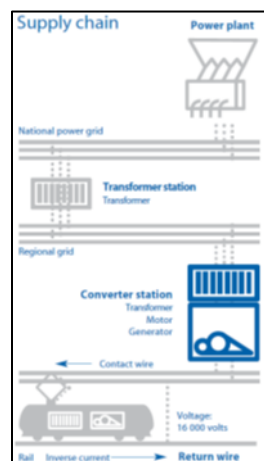 Supply chain
Power plant
National power grid
Transformer station
Transformer
Regional grid
Converter station
Transformer
Motor
Generator
Contact wire
Voltage:
16 000 volts
Rail Inverse current Return wire